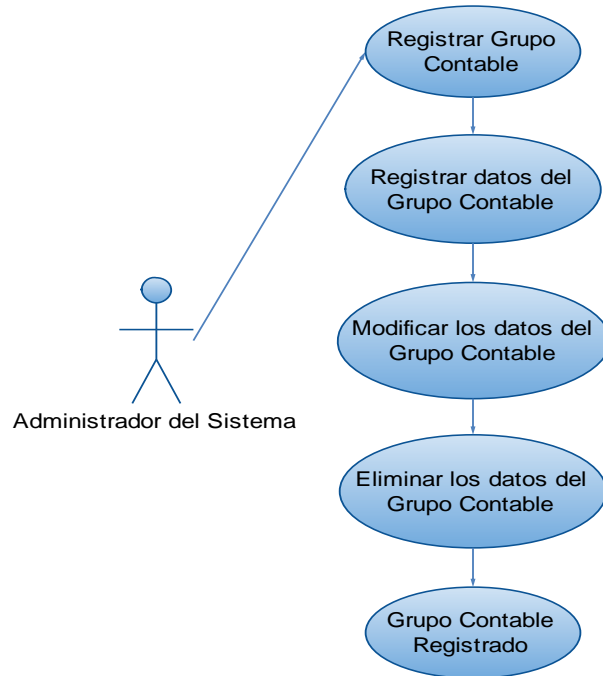 Registrar Grupo
Contable
Registrar datos del
Grupo Contable
Modificar los datos del
Grupo Contable
Administrador del Sistema
Eliminar los datos del
Grupo Contable
Grupo Contable
Registrado